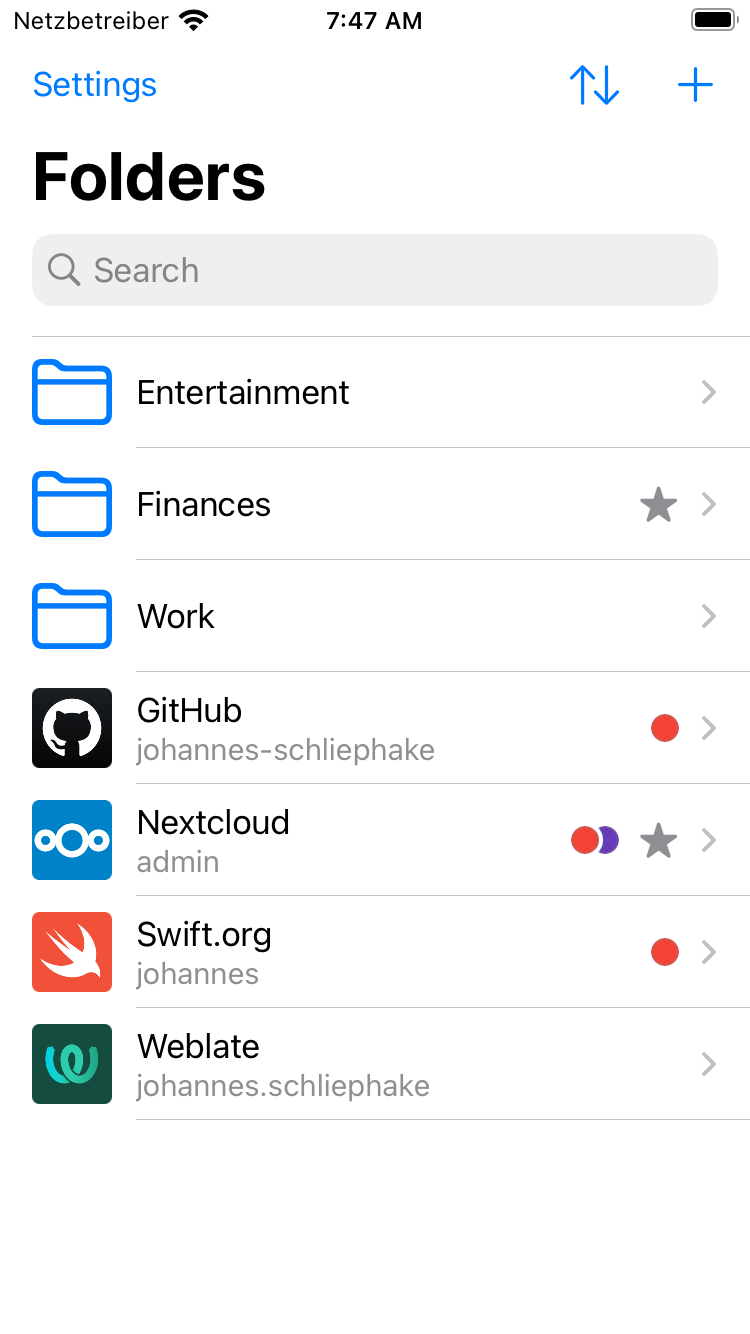 Netzbetreiber 7:47 AM
Settings
Folders
Search
Entertainment
Finances
Work
GitHub
johannes-schliephake
Nextcloud
admin
Swift.org
johannes
Weblate
johannes.schliephake